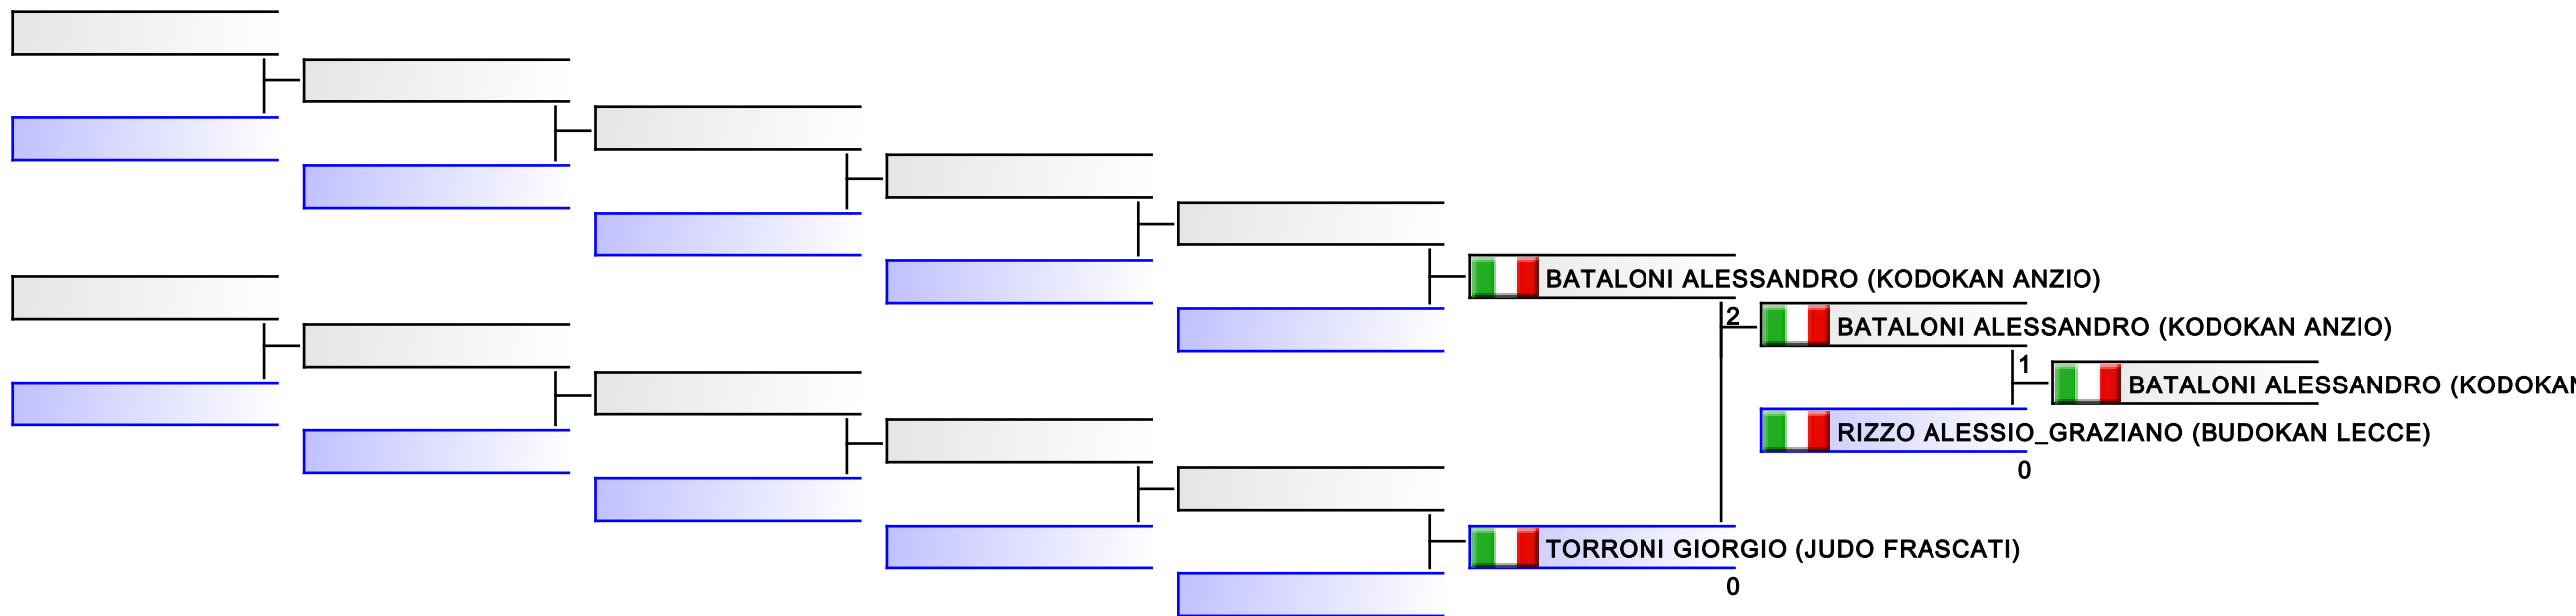 BATALONI ALESSANDRO (KODOKAN ANZIO)
2
BATALONI ALESSANDRO (KODOKAN ANZIO)
1
BATALONI ALESSANDRO (KODOKAN
RIZZO ALESSIO_GRAZIANO (BUDOKAN LECCE)
0
TORRONI GIORGIO (JUDO FRASCATI)
0